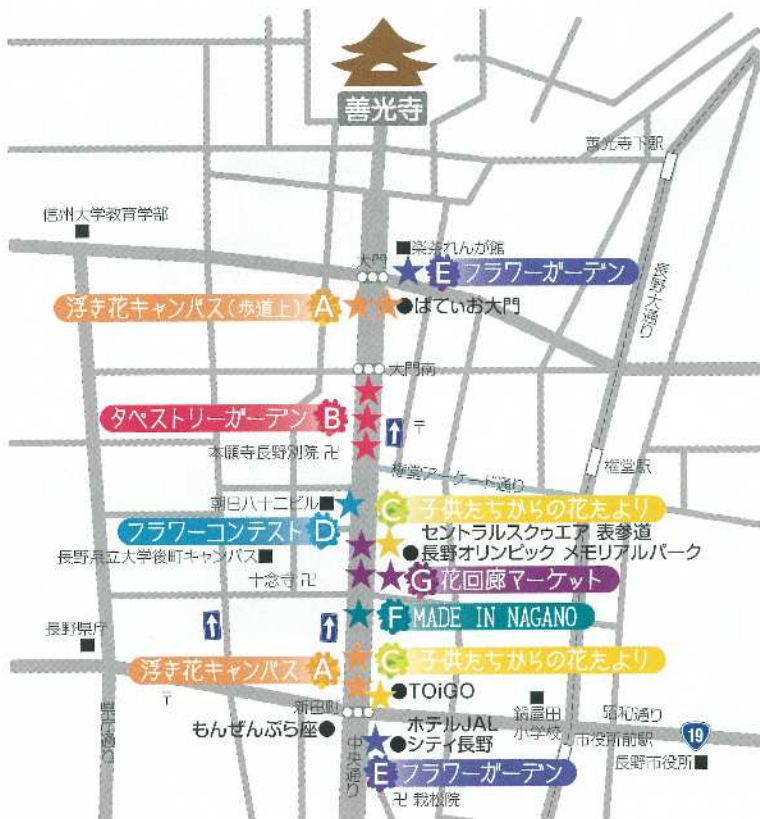 善光寺
善光寺下駅
信州大学教育学部
楽茶れんが館
大門
E フラワーガーデン
長野大通り
浮き花キャンバス(歩道上) A
ぱてぃお大門
大門南
タペストリーガーデン B
〒
本願寺長野別院 卍
権堂アーケード通り
権堂駅
朝日八十二ビル
C 子供たちからの花たより
フラワーコンテスト D
セントラルスクゥエア 表参道
長野オリンピック メモリアルパーク
長野県立大学後町キャンパス
十念寺 卍
G 花回廊マーケット
F MADE IN NAGANO
長野県庁
浮き花キャンバス A
C 子供たちからの花たより
〒
TOiGO
新田町
鍋屋田
小学校
昭和通り
もんぜんぷら座
ホテルJAL
シティ長野
市役所前駅
19
長野市役所
県庁通り
中央通り
E フラワーガーデン
卍 栽松院